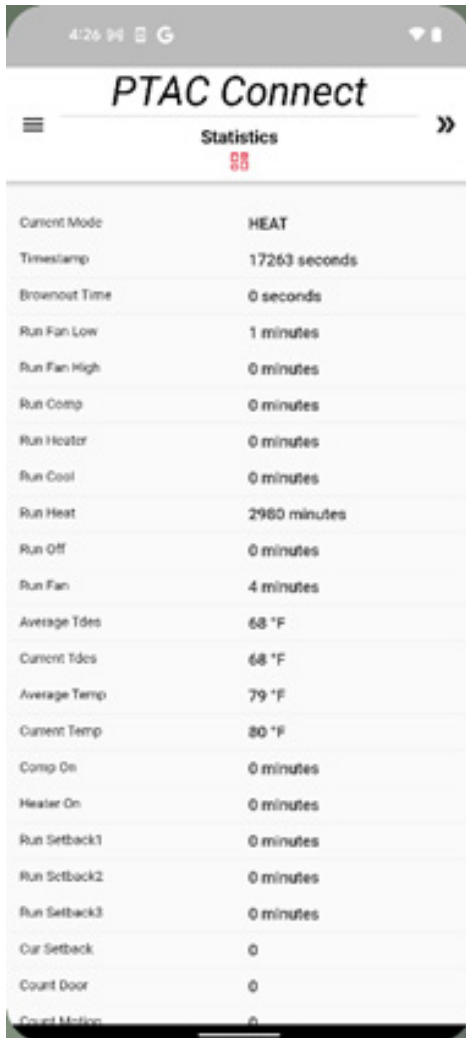 4:26 G
PTAC Connect
Statistics
Current Mode HEAT
Timestamp 17263 seconds
Brownout Time 0 seconds
Run Fan Low 1 minutes
Run Fan High 0 minutes
Run Comp 0 minutes
Run Heater 0 minutes
Run Cool 0 minutes
Run Heat 2980 minutes
Run Off 0 minutes
Run Fan 4 minutes
Average Tdes 68 °F
Current Tdes 68 °F
Average Temp 79 °F
Current Temp 80 °F
Comp On 0 minutes
Heater On 0 minutes
Run Setback1 0 minutes
Run Setback2 0 minutes
Run Setback3 0 minutes
Cur Setback 0
Count Door 0
Count Motion 0